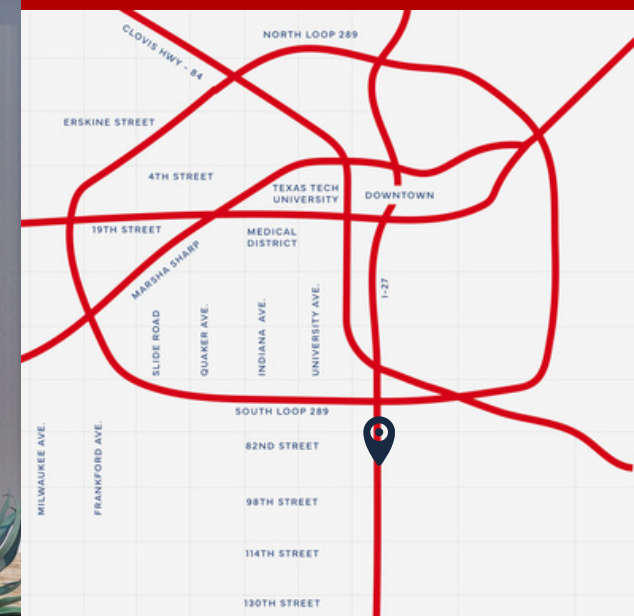 NORTH LOOP 289
CLOVIS HWY - 84
ERSKINE STREET
4TH STREET
TEXAS TECH
UNIVERSITY
DOWNTOWN
19TH STREET
MEDICAL
DISTRICT
MARSHA SHARP
I-27
SLIDE ROAD
QUAKER AVE.
INDIANA AVE.
UNIVERSITY AVE.
SOUTH LOOP 289
MILWAUKEE AVE.
FRANKFORD AVE.
82ND STREET
98TH STREET
114TH STREET
130TH STREET